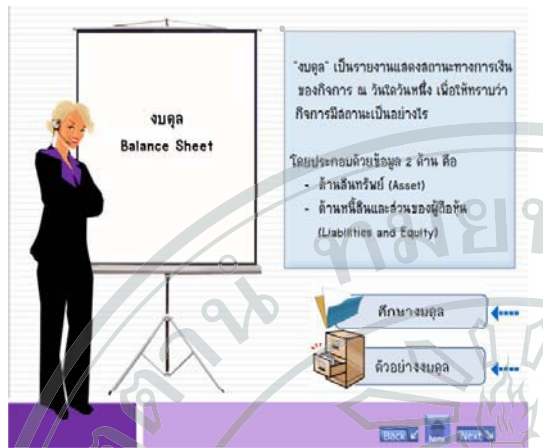 งบดุล
Balance Sheet
"งบดุล" เป็นรายงานแสดงสถานะทางการเงิน
ของกิจการ ณ วันใดวันหนึ่ง เพื่อให้ทราบว่า
กิจการมีสถานะเป็นอย่างไร
โดยประกอบด้วยข้อมูล 2 ด้าน คือ
- ด้านสินทรัพย์ (Asset)
- ด้านหนี้สินและส่วนของผู้ถือหุ้น
(Liabilities and Equity)
ศึกษางบดุล
ตัวอย่างงบดุล
Back
Next